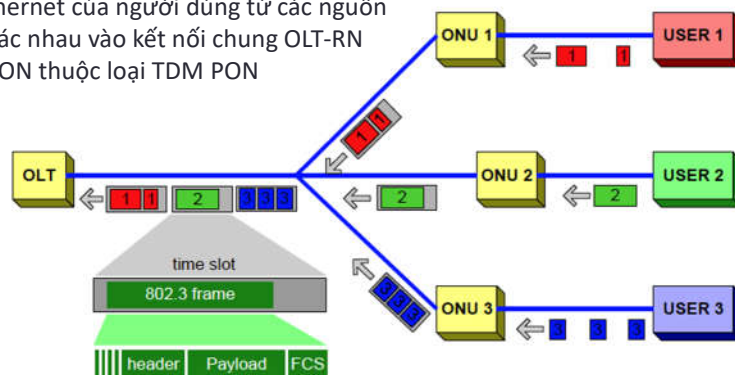 hernet của người dùng từ các nguồn
ác nhau vào kết nối chung OLT-RN
ON thuộc loại TDM PON
ONU 1
USER 1
1 1
1 1
OLT
1 1 2 3 3 3
2
ONU 2
2
USER 2
time slot
802.3 frame
3 3 3
ONU 3
3 3 3
USER 3
header Payload FCS